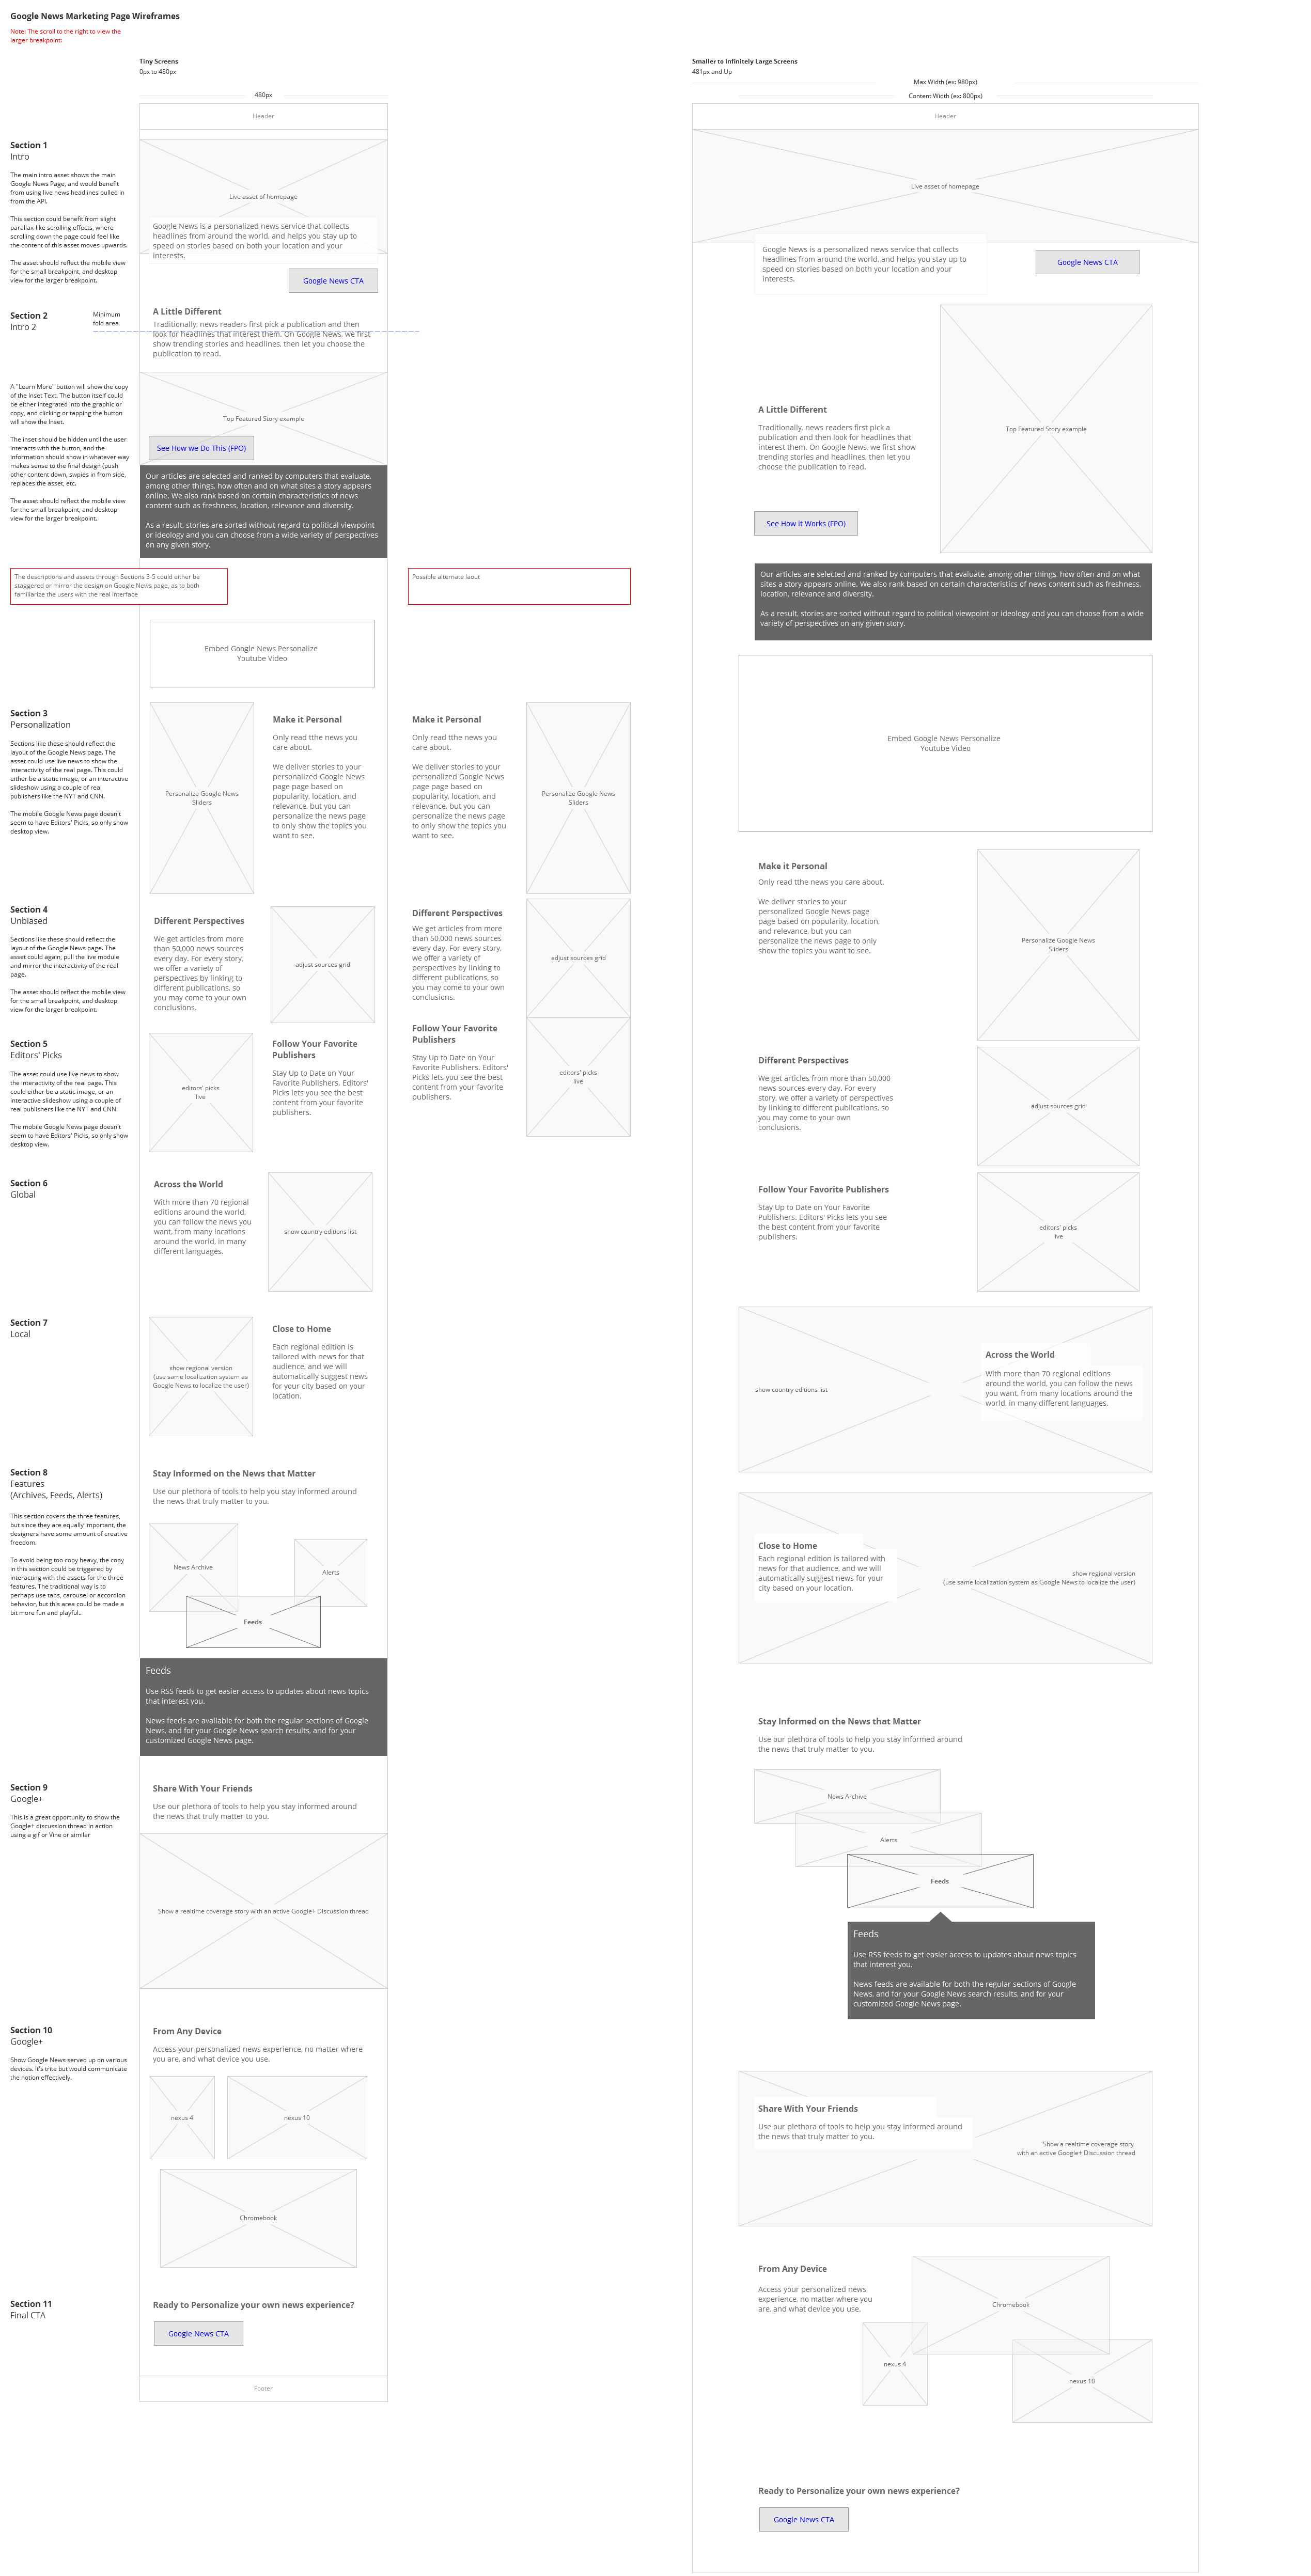 Google News Marketing Page Wireframes
Note: The scroll to the right to view the
larger breakpoint:
Tiny Screens
0px to 480px
480px
Header
Section 1
Intro
The main intro asset shows the main
Google News Page, and would benefit
from using live news headlines pulled in
from the API.
This section could benefit from slight
parallax-like scrolling effects, where
scrolling down the page could feel like
the content of this asset moves upwards.
The asset should reflect the mobile view
for the small breakpoint, and desktop
view for the larger breakpoint.
Live asset of homepage
Google News is a personalized news service that collects
headlines from around the world, and helps you stay up to
speed on stories based on both your location and your
interests.
Google News CTA
Section 2
Intro 2
Minimum
fold area
A Little Different
Traditionally, news readers first pick a publication and then
look for headlines that interest them. On Google News, we first
show trending stories and headlines, then let you choose the
publication to read.
A "Learn More" button will show the copy
of the Inset Text. The button itself could
be either integrated into the graphic or
copy, and clicking or tapping the button
will show the Inset.
The inset should be hidden until the user
interacts with the button, and the
information should show in whatever way
makes sense to the final design (push
other content down, swpies in from side,
replaces the asset, etc.
The asset should reflect the mobile view
for the small breakpoint, and desktop
view for the larger breakpoint.
Top Featured Story example
See How we Do This (FPO)
Our articles are selected and ranked by computers that evaluate,
among other things, how often and on what sites a story appears
online. We also rank based on certain characteristics of news
content such as freshness, location, relevance and diversity.
As a result, stories are sorted without regard to political viewpoint
or ideology and you can choose from a wide variety of perspectives
on any given story.
The descriptions and assets through Sections 3-5 could either be
staggered or mirror the design on Google News page, as to both
familiarize the users with the real interface
Possible alternate laout
Embed Google News Personalize
Youtube Video
Section 3
Personalization
Sections like these should reflect the
layout of the Google News page. The
asset could use live news to show the
interactivity of the real page. This could
either be a static image, or an interactive
slideshow using a couple of real
publishers like the NYT and CNN.
The mobile Google News page doesn't
seem to have Editors' Picks, so only show
desktop view.
Personalize Google News
Sliders
Make it Personal
Only read tthe news you
care about.
We deliver stories to your
personalized Google News
page page based on
popularity, location, and
relevance, but you can
personalize the news page
to only show the topics you
want to see.
Make it Personal
Only read tthe news you
care about.
We deliver stories to your
personalized Google News
page page based on
popularity, location, and
relevance, but you can
personalize the news page
to only show the topics you
want to see.
Personalize Google News
Sliders
Section 4
Unbiased
Sections like these should reflect the
layout of the Google News page. The
asset could again, pull the live module
and mirror the interactivity of the real
page.
The asset should reflect the mobile view
for the small breakpoint, and desktop
view for the larger breakpoint.
Different Perspectives
We get articles from more
than 50,000 news sources
every day. For every story,
we offer a variety of
perspectives by linking to
different publications, so
you may come to your own
conclusions.
adjust sources grid
Different Perspectives
We get articles from more
than 50,000 news sources
every day. For every story,
we offer a variety of
perspectives by linking to
different publications, so
you may come to your own
conclusions.
adjust sources grid
Section 5
Editors' Picks
The asset could use live news to show
the interactivity of the real page. This
could either be a static image, or an
interactive slideshow using a couple of
real publishers like the NYT and CNN.
The mobile Google News page doesn't
seem to have Editors' Picks, so only show
desktop view.
editors' picks
live
Follow Your Favorite
Publishers
Stay Up to Date on Your
Favorite Publishers. Editors'
Picks lets you see the best
content from your favorite
publishers.
Follow Your Favorite
Publishers
Stay Up to Date on Your
Favorite Publishers. Editors'
Picks lets you see the best
content from your favorite
publishers.
editors' picks
live
Section 6
Global
Across the World
With more than 70 regional
editions around the world,
you can follow the news you
want, from many locations
around the world, in many
different languages.
show country editions list
Section 7
Local
show regional version
(use same localization system as
Google News to localize the user)
Close to Home
Each regional edition is
tailored with news for that
audience, and we will
automatically suggest news
for your city based on your
location.
Section 8
Features
(Archives, Feeds, Alerts)
This section covers the three features,
but since they are equally important, the
designers have some amount of creative
freedom.
To avoid being too copy heavy, the copy
in this section could be triggered by
interacting with the assets for the three
features. The traditional way is to
perhaps use tabs, carousel or accordion
behavior, but this area could be made a
bit more fun and playful..
Stay Informed on the News that Matter
Use our plethora of tools to help you stay informed around
the news that truly matter to you.
News Archive
Alerts
Feeds
Feeds
Use RSS feeds to get easier access to updates about news topics
that interest you.
News feeds are available for both the regular sections of Google
News, and for your Google News search results, and for your
customized Google News page.
Section 9
Google+
This is a great opportunity to show the
Google+ discussion thread in action
using a gif or Vine or similar
Share With Your Friends
Use our plethora of tools to help you stay informed around
the news that truly matter to you.
Show a realtime coverage story with an active Google+ Discussion thread
Section 10
Google+
Show Google News served up on various
devices. It's trite but would communicate
the notion effectively.
From Any Device
Access your personalized news experience, no matter where
you are, and what device you use.
nexus 4
nexus 10
Chromebook
Section 11
Final CTA
Ready to Personalize your own news experience?
Google News CTA
Footer
Smaller to Infinitely Large Screens
481px and Up
Max Width (ex: 980px)
Content Width (ex: 800px)
Header
Live asset of homepage
Google News is a personalized news service that collects
headlines from around the world, and helps you stay up to
speed on stories based on both your location and your
interests.
Google News CTA
A Little Different
Traditionally, news readers first pick a
publication and then look for headlines that
interest them. On Google News, we first show
trending stories and headlines, then let you
choose the publication to read.
Top Featured Story example
See How it Works (FPO)
Our articles are selected and ranked by computers that evaluate, among other things, how often and on what
sites a story appears online. We also rank based on certain characteristics of news content such as freshness,
location, relevance and diversity.
As a result, stories are sorted without regard to political viewpoint or ideology and you can choose from a wide
variety of perspectives on any given story.
Embed Google News Personalize
Youtube Video
Make it Personal
Only read tthe news you care about.
We deliver stories to your
personalized Google News page
page based on popularity, location,
and relevance, but you can
personalize the news page to only
show the topics you want to see.
Personalize Google News
Sliders
Different Perspectives
We get articles from more than 50,000
news sources every day. For every
story, we offer a variety of perspectives
by linking to different publications, so
you may come to your own
conclusions.
adjust sources grid
Follow Your Favorite Publishers
Stay Up to Date on Your Favorite
Publishers. Editors' Picks lets you see
the best content from your favorite
publishers.
editors' picks
live
Across the World
With more than 70 regional editions
around the world, you can follow the news
you want, from many locations around the
world, in many different languages.
show country editions list
Close to Home
Each regional edition is tailored with
news for that audience, and we will
automatically suggest news for your
city based on your location.
show regional version
(use same localization system as Google News to localize the user)
Stay Informed on the News that Matter
Use our plethora of tools to help you stay informed around
the news that truly matter to you.
News Archive
Alerts
Feeds
Feeds
Use RSS feeds to get easier access to updates about news topics
that interest you.
News feeds are available for both the regular sections of Google
News, and for your Google News search results, and for your
customized Google News page.
Share With Your Friends
Use our plethora of tools to help you stay informed around
the news that truly matter to you.
Show a realtime coverage story
with an active Google+ Discussion thread
From Any Device
Access your personalized news
experience, no matter where you
are, and what device you use.
Chromebook
nexus 4
nexus 10
Ready to Personalize your own news experience?
Google News CTA